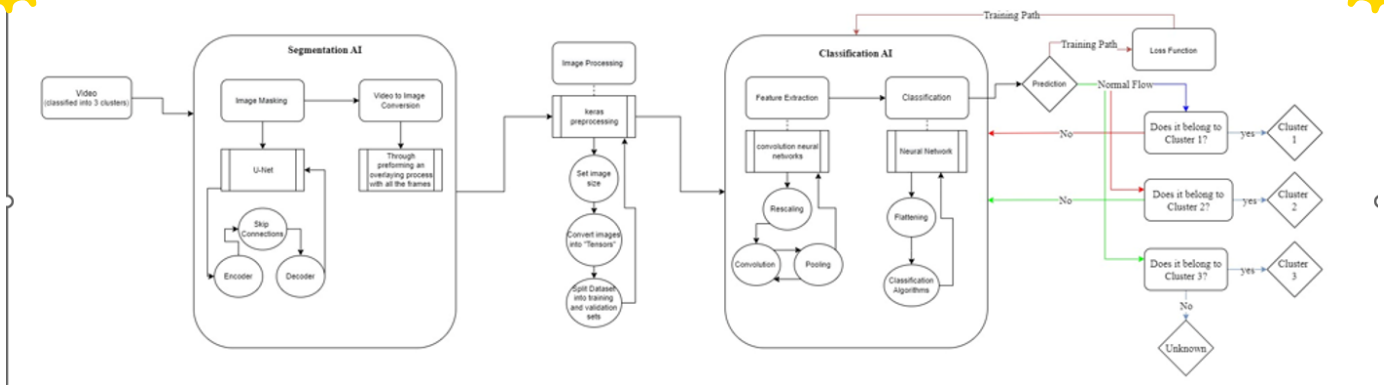 Training Path
Segmentation AI
Classification AI
Video
(classified into 3 clusters)
Image Masking
Video to Image
Conversion
U-Net
Through
preforming an
overlaying process
with all the frames
Skip
Connections
Encoder
Decoder
Image Processing
keras
preprocessing
Set image
size
Convert images
into "Tensors"
Split Dataset
into training
and validation
sets
Feature Extraction
Classification
convolution neural
networks
Neural Network
Rescaling
Convolution
Pooling
Flattening
Classification
Algorithms
Prediction
Training Path
Loss Function
Normal Flow
Does it belong to
Cluster 1?
No
yes
Cluster
1
Does it belong to
Cluster 2?
No
yes
Cluster
2
Does it belong to
Cluster 3?
yes
Cluster
3
No
Unknown